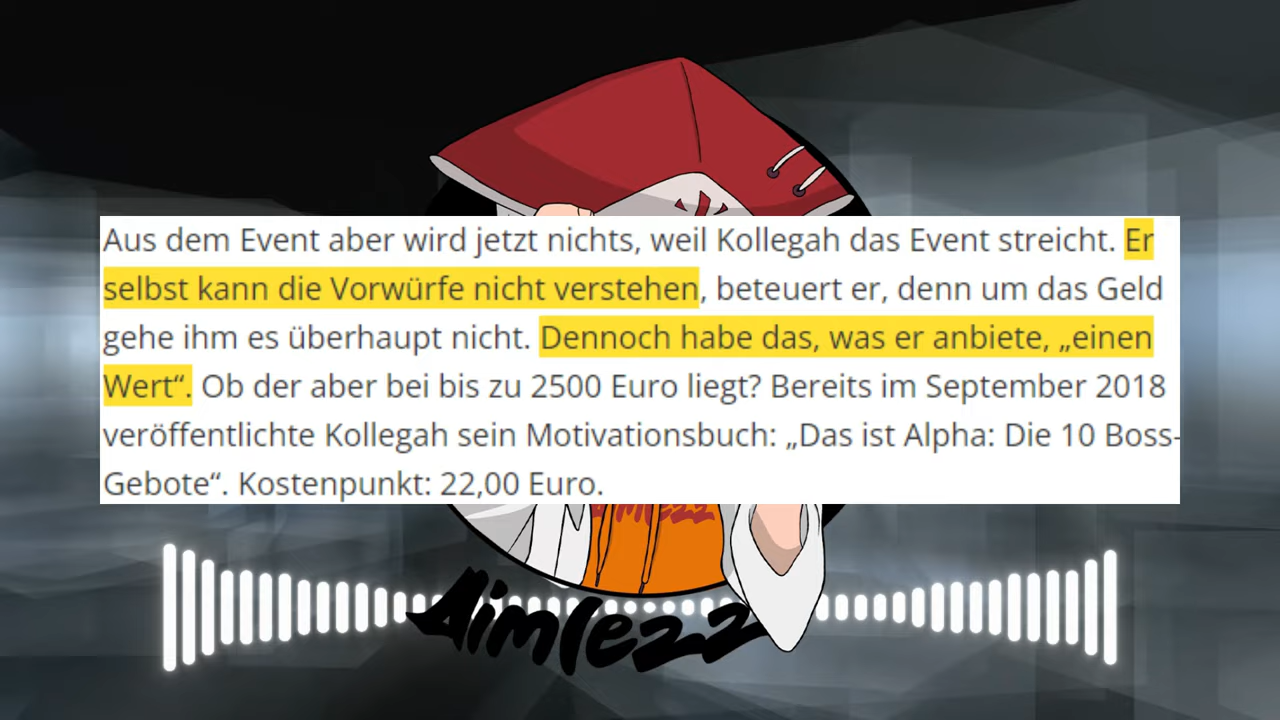 Aus dem Event aber wird jetzt nichts, weil Kollegah das Event streicht. Er
selbst kann die Vorwürfe nicht verstehen, beteuert er, denn um das Geld
gehe ihm es überhaupt nicht. Dennoch habe das, was er anbiete, „einen
Wert“. Ob der aber bei bis zu 2500 Euro liegt? Bereits im September 2018
veröffentlichte Kollegah sein Motivationsbuch: „Das ist Alpha: Die 10 Boss-
Gebote“. Kostenpunkt: 22,00 Euro.
Aimlezz